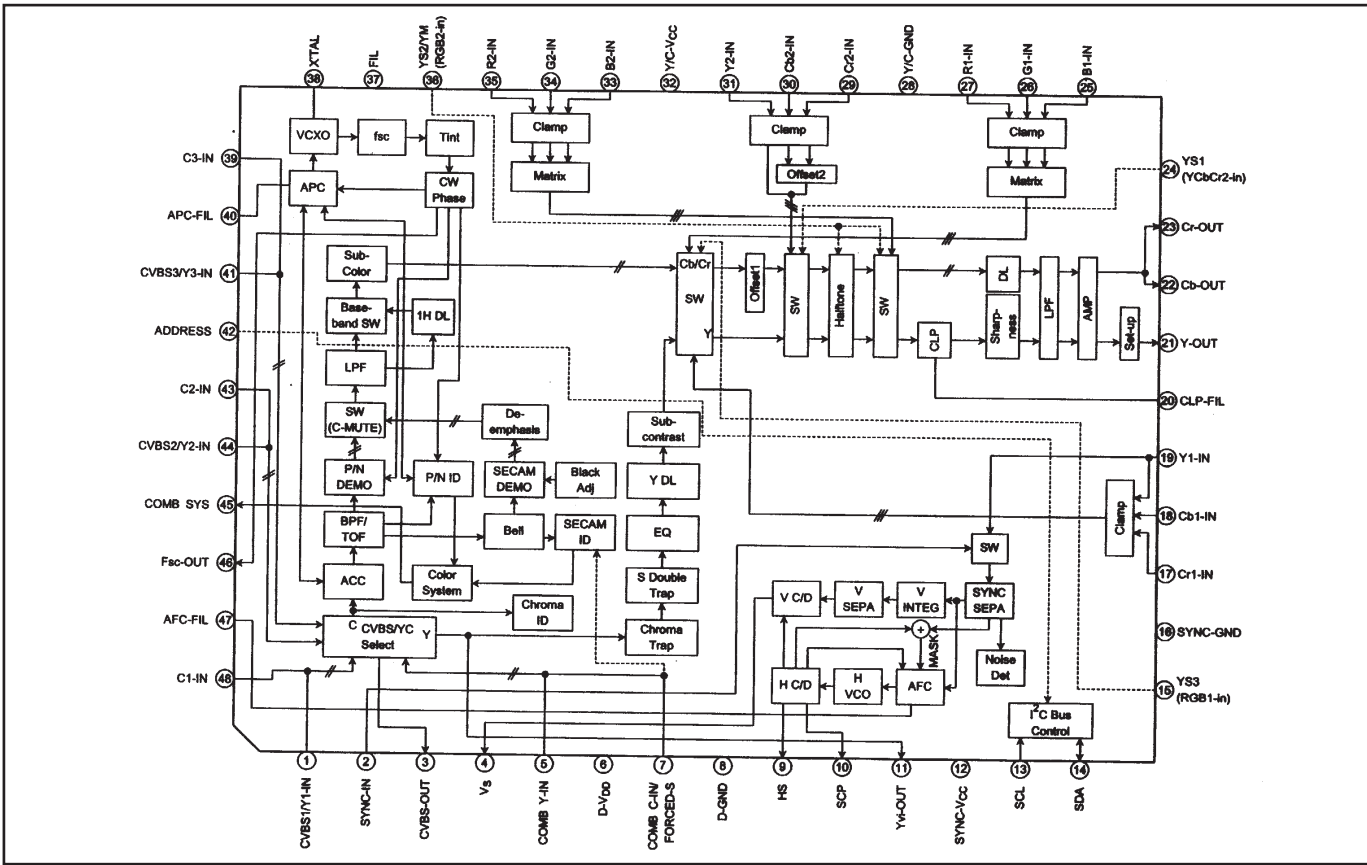 X'TAL
FIL
YS2/YM
(RGB2-in)
R2-IN
G2-IN
B2-IN
Y/C-VCC
Y2-IN
Cb2-IN
Cr2-IN
Y/C-GND
R1-IN
G1-IN
B1-IN
38
37
36
35
34
33
32
31
30
29
28
27
26
25
C3-IN 39
APC-FIL 40
CVBS3/Y3-IN 41
ADDRESS 42
C2-IN 43
CVBS2/Y2-IN 44
COMB SYS 45
Fsc-OUT 46
AFC-FIL 47
C1-IN 48
VCXO
fsc
Tint
APC
CW
Phase
Sub-
Color
Base-
band SW
1H DL
LPF
SW
(C-MUTE)
De-
emphasis
P/N
DEMO
P/N ID
SECAM
DEMO
Black
Adj
BPF/
TOF
Bell
SECAM
ID
ACC
Color
System
Chroma
ID
C
CVBS/YC
Select
Y
Clamp
Matrix
Clamp
Offset2
Clamp
Matrix
Cb/Cr
SW
Y
Offset1
SW
Halftone
SW
CLP
DL
Sharp-
ness
LPF
AMP
Set-up
Sub-
contrast
Y DL
EQ
S Double
Trap
Chroma
Trap
Clamp
SW
V C/D
V
SEPA
V
INTEG
SYNC
SEPA
+
MASK
Noise
Det
H C/D
H
VCO
AFC
I2C Bus
Control
24 YS1
(YCbCr2-in)
23 Cr-OUT
22 Cb-OUT
21 Y-OUT
20 CLP-FIL
19 Y1-IN
18 Cb1-IN
17 Cr1-IN
16 SYNC-GND
15 YS3
(RGB1-in)
1
2
3
4
5
6
7
8
9
10
11
12
13
14
CVBS1/Y1-IN
SYNC-IN
CVBS-OUT
VS
COMB Y-IN
D-VDD
COMB C-IN/
FORCED-S
D-GND
HS
SCP
Yvi-OUT
SYNC-VCC
SCL
SDA